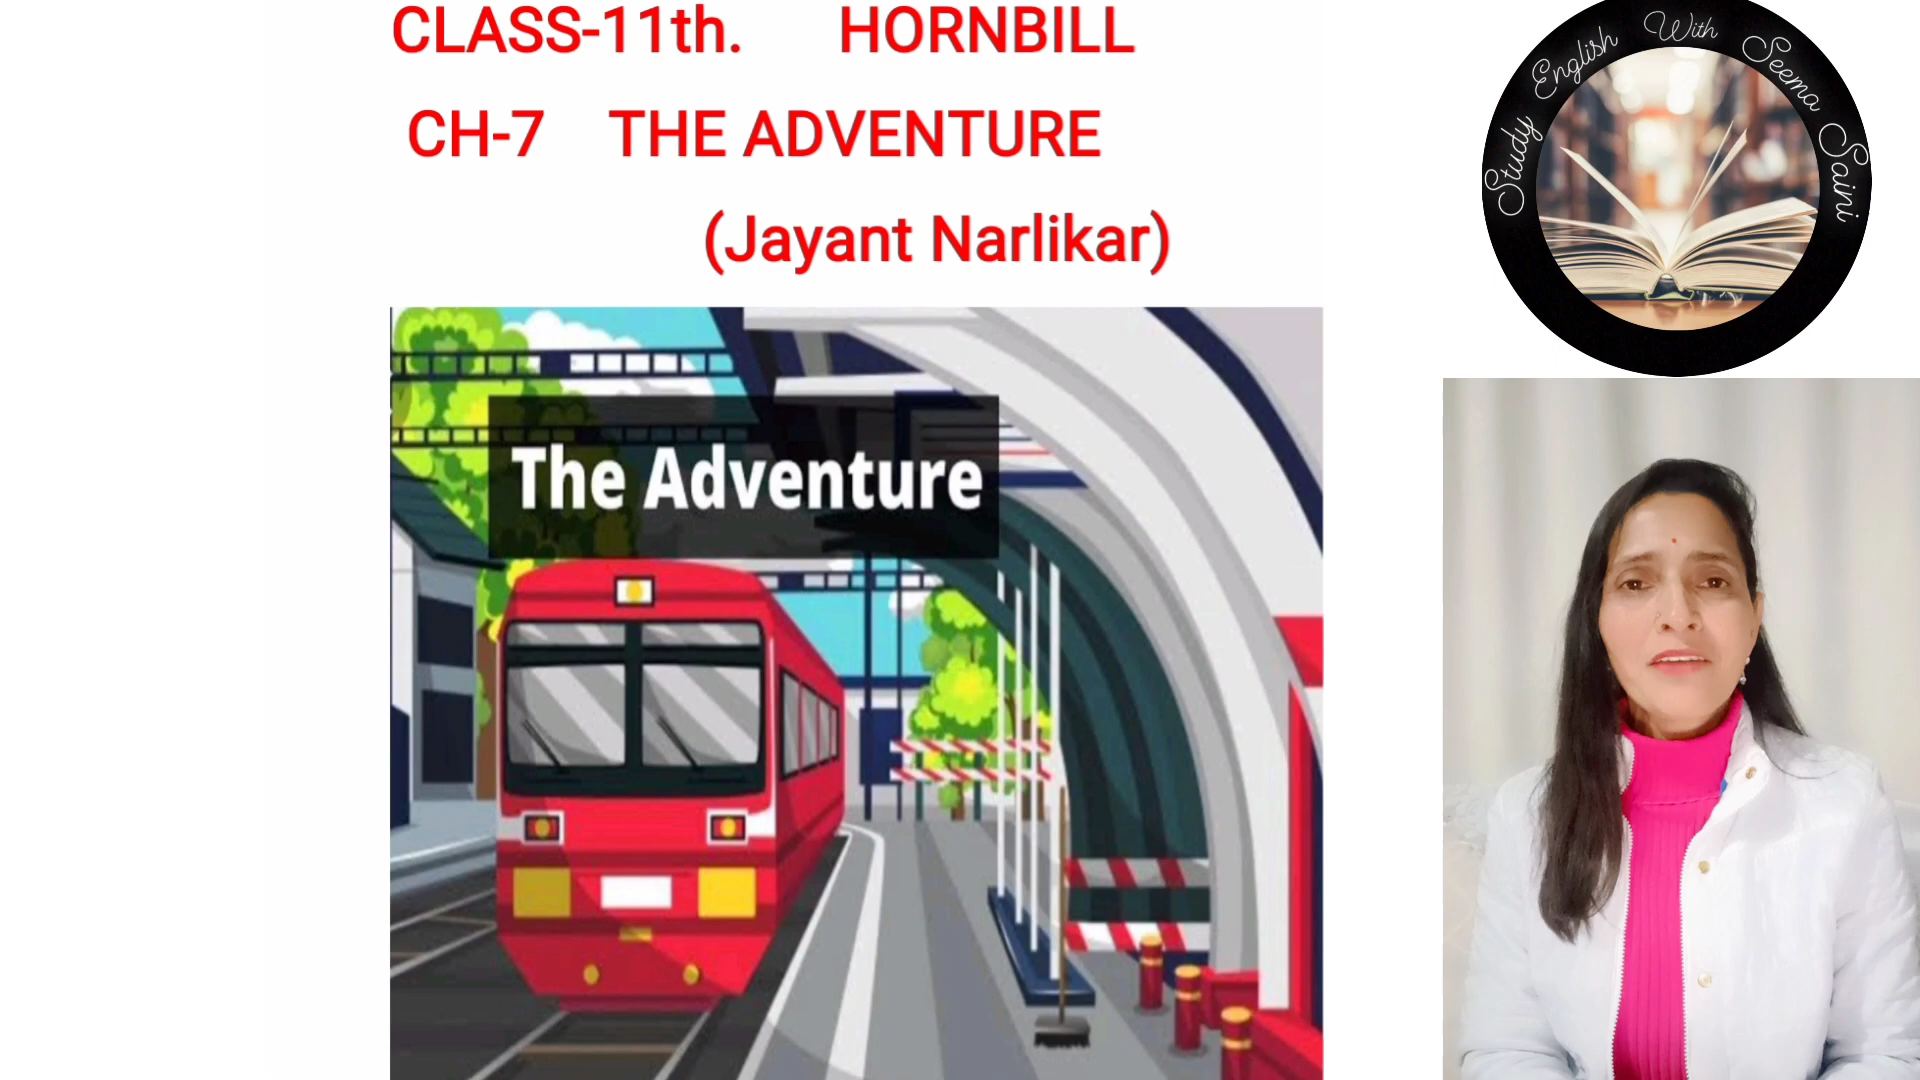 CLASS-11th. HORNBILL
CH-7 THE ADVENTURE
(Jayant Narlikar)
The Adventure
Study English With Seema Saini